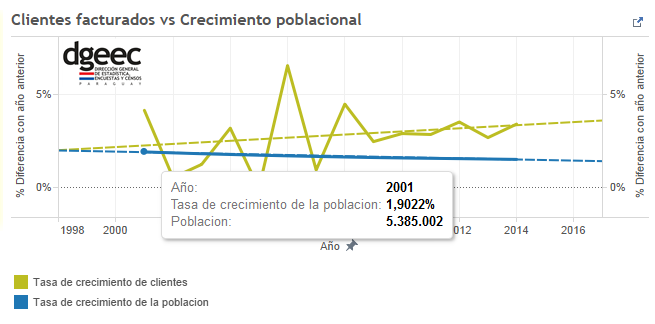 Clientes facturados vs Crecimiento poblacional
dgeec
DIRECCIÓN GENERAL
DE ESTADÍSTICA,
ENCUESTAS Y CENSOS
PARAGUAY
% Diferencia con año anterior
5%
0%
5%
0%
% Diferencia con año anterior
Año: 2001
Tasa de crecimiento de la poblacion: 1,9022%
Poblacion: 5.385.002
1998 2000 2012 2014 2016
Año
Tasa de crecimiento de clientes
Tasa de crecimiento de la poblacion